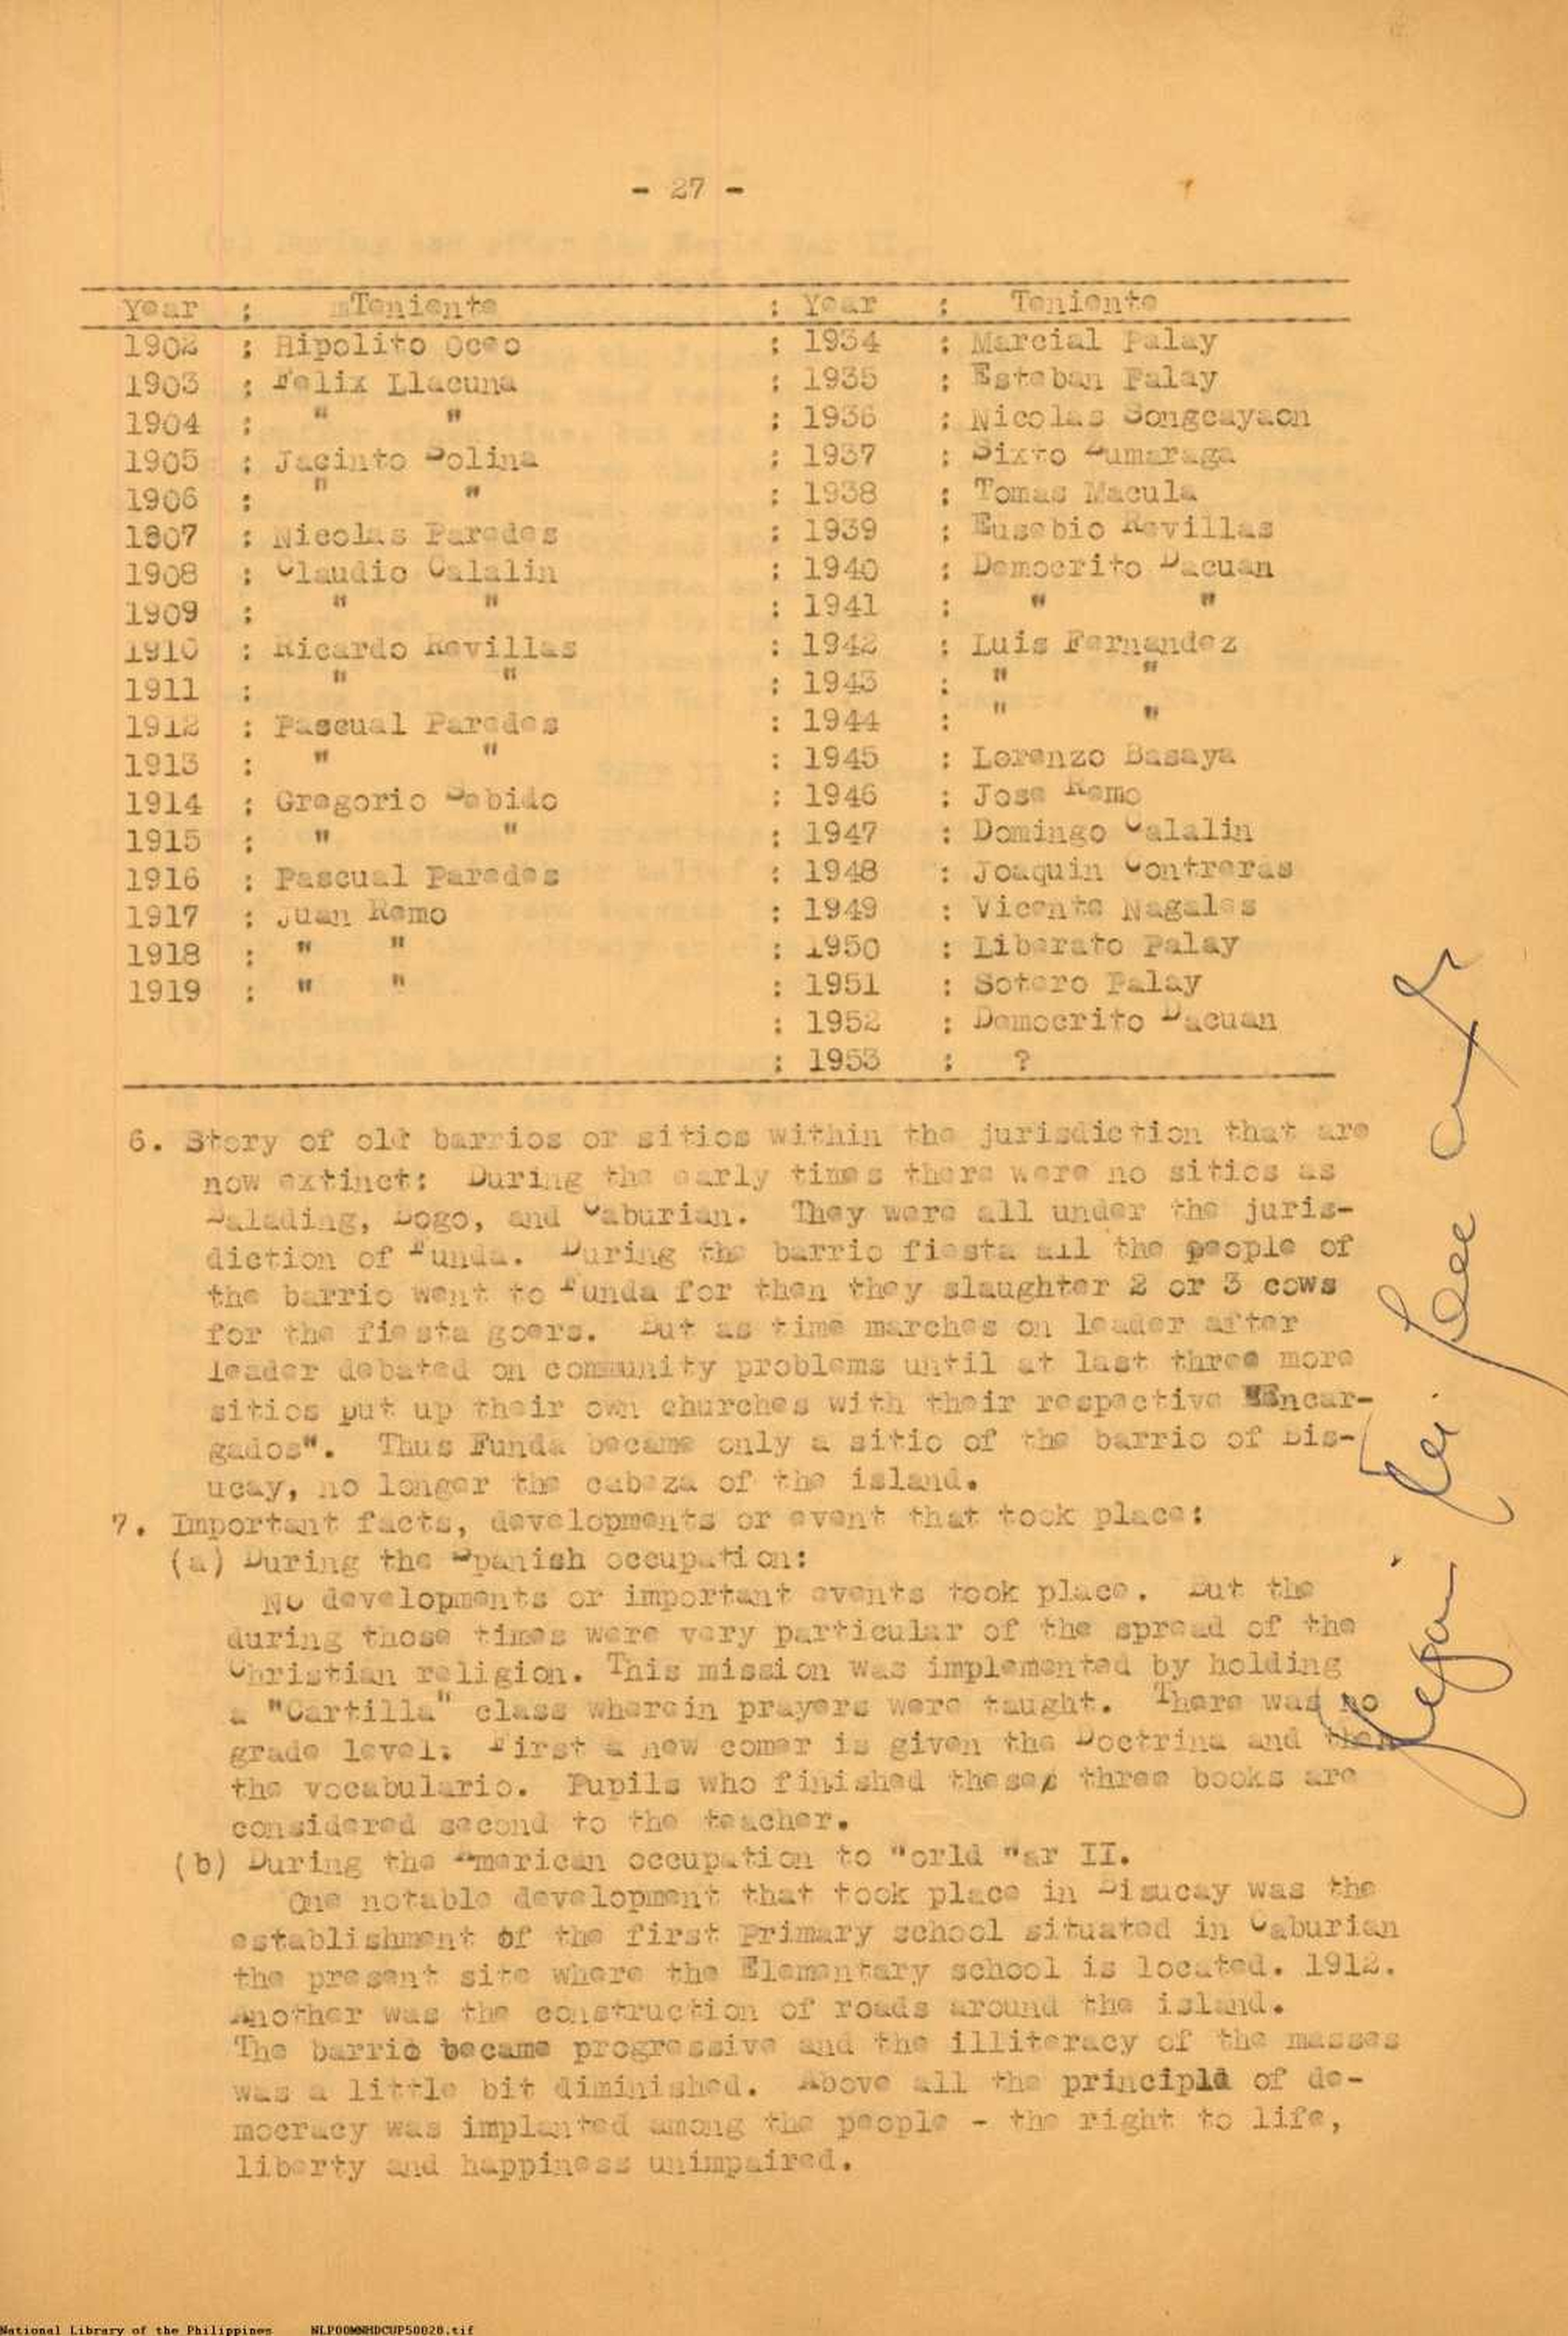 - 27 -
Year : Teniente : Year : Teniente
1902 : Hipolito Oceo : 1934 : Marcial Palay
1903 : Felix Llacuna : 1935 : Esteban Palay
1904 : " " : 1936 : Nicolas Songcayaon
1905 : Jacinto Solina : 1937 : Sixto Dumaraga
1906 : " " : 1938 : Tomas Macula
1807 : Nicolas Paredes : 1939 : Eusebio Revillas
1908 : Claudio Calalin : 1940 : Democrito Dacuan
1909 : " " : 1941 : " "
1910 : Ricardo Revillas : 1942 : Luis Fernandez
1911 : " " : 1943 : " "
1912 : Pascual Paredes : 1944 : " "
1913 : " " : 1945 : Lorenzo Basaya
1914 : Gregorio Sabido : 1946 : Jose Remo
1915 : " " : 1947 : Domingo Calalin
1916 : Pascual Paredes : 1948 : Joaquin Contreras
1917 : Juan Remo : 1949 : Vicente Nagales
1918 : " " : 1950 : Liberato Palay
1919 : " " : 1951 : Sotero Palay
: 1952 : Democrito Dacuan
: 1953 : ?
6. Story of old barrios or sitios within the jurisdiction that are
now extinct: During the early times there were no sitios as
Balading, Bogo, and Caburian. They were all under the juris-
diction of Funda. During the barrio fiesta all the people of
the barrio went to Funda for then they slaughter 2 or 3 cows
for the fiesta goers. But as time marches on leader after
leader debated on community problems until at last three more
sitios put up their own churches with their respective "Encar-
gados". Thus Funda became only a sitio of the barrio of Bis-
ucay, no longer the cabeza of the island.
7. Important facts, developments or event that took place:
(a) During the Spanish occupation:
No developments or important events took place. But the
during those times were very particular of the spread of the
Christian religion. This mission was implemented by holding
a "Cartilla" class wherein prayers were taught. There was no
grade level. First a new comer is given the Doctrina and then
the vocabulario. Pupils who finished these three books are
considered second to the teacher.
(b) During the American occupation to World War II.
One notable development that took place in Bisucay was the
establishment of the first Primary school situated in Caburian
the present site where the Elementary school is located. 1912.
Another was the construction of roads around the island.
The barrio became progressive and the illiteracy of the masses
was a little bit diminished. Above all the principle of de-
mocracy was implanted among the people - the right to life,
liberty and happiness unimpaired.
National Library of the Philippines NLPOOMNHDCUP50028.tif